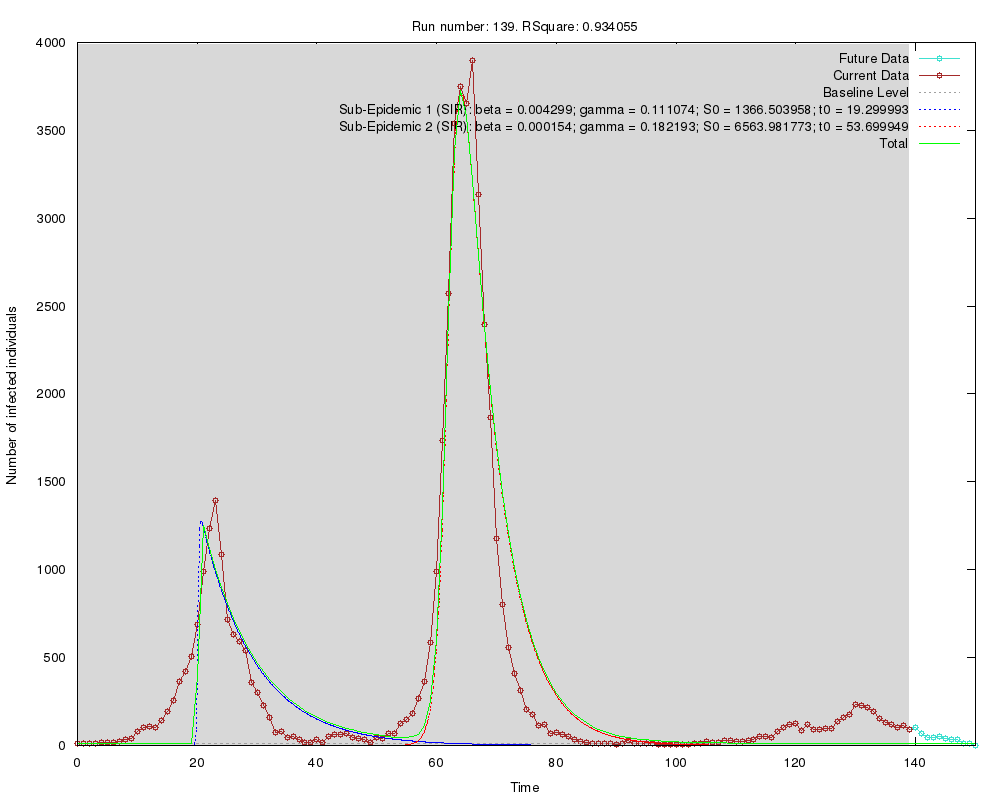 Run number: 139. RSquare: 0.934055
4000
3500
3000
2500
2000
1500
1000
500
0
Number of infected individuals
Future Data
Current Data
Baseline Level
Sub-Epidemic 1 (SIR): beta = 0.004299; gamma = 0.111074; S0 = 1366.503958; t0 = 19.299993
Sub-Epidemic 2 (SIR): beta = 0.000154; gamma = 0.182193; S0 = 6563.981773; t0 = 53.699949
Total
0 20 40 60 80 100 120 140
Time